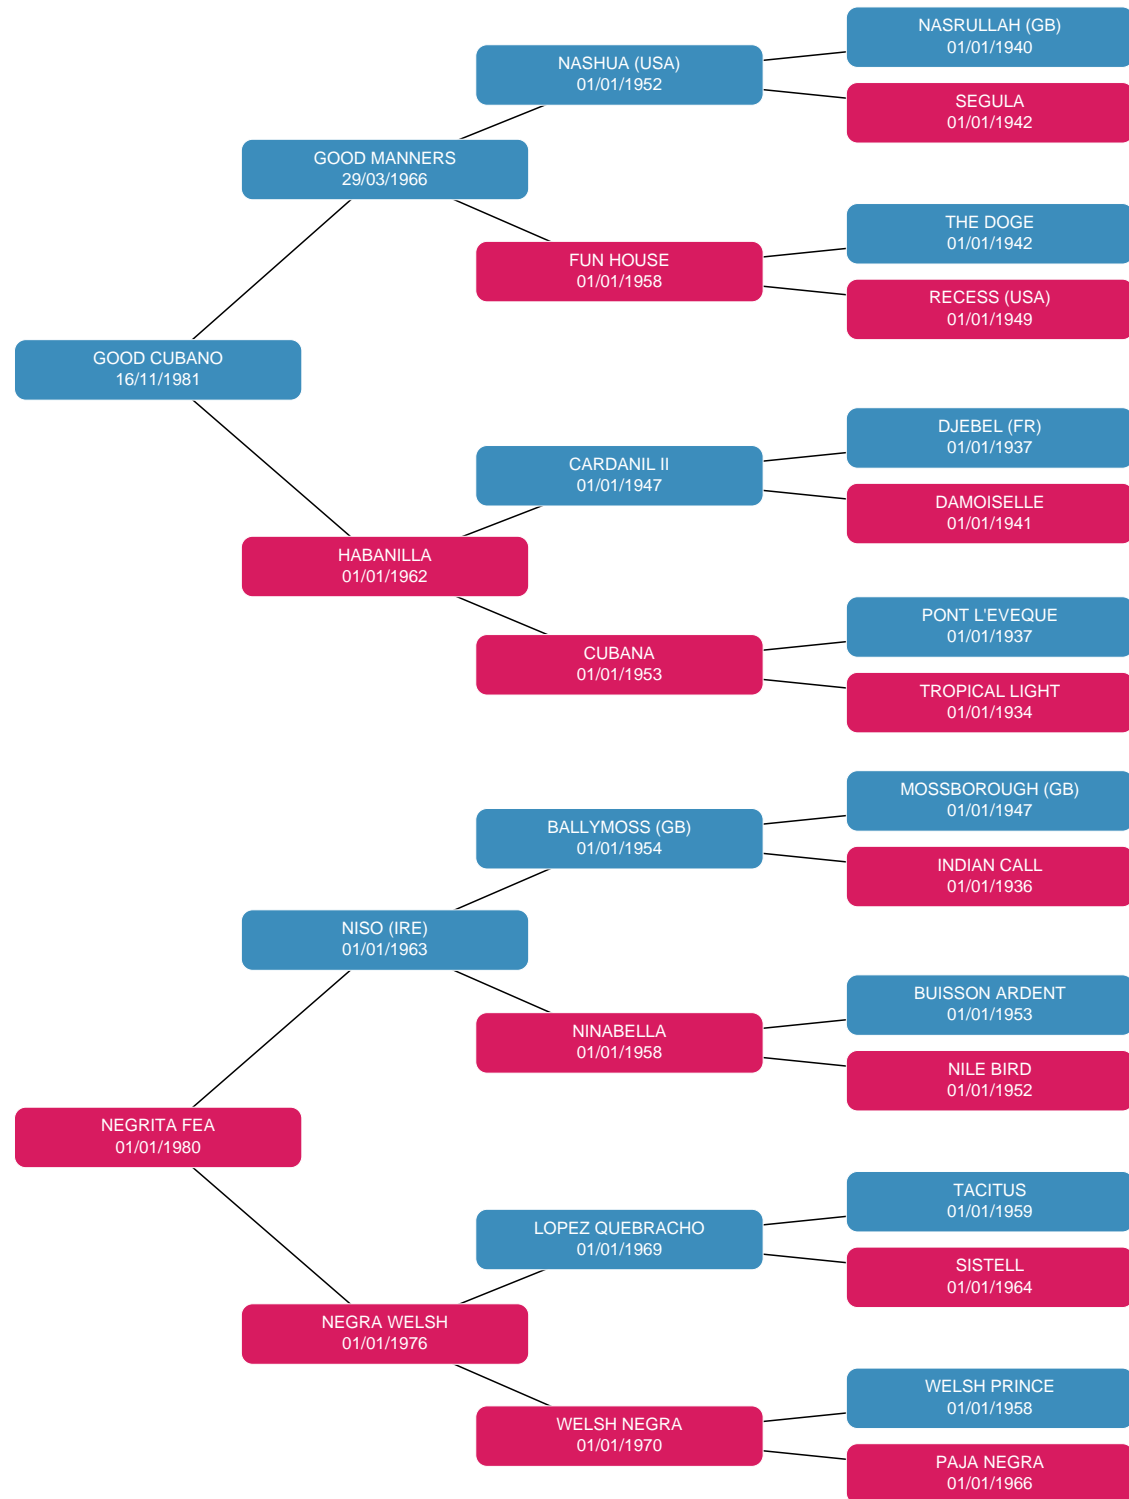 NASRULLAH (GB)
01/01/1940
NASHUA (USA)
01/01/1952
SEGULA
01/01/1942
GOOD MANNERS
29/03/1966
THE DOGE
01/01/1942
FUN HOUSE
01/01/1958
RECESS (USA)
01/01/1949
GOOD CUBANO
16/11/1981
DJEBEL (FR)
01/01/1937
CARDANIL II
01/01/1947
DAMOISELLE
01/01/1941
HABANILLA
01/01/1962
PONT L'EVEQUE
01/01/1937
CUBANA
01/01/1953
TROPICAL LIGHT
01/01/1934
MOSSBOROUGH (GB)
01/01/1947
BALLYMOSS (GB)
01/01/1954
INDIAN CALL
01/01/1936
NISO (IRE)
01/01/1963
BUISSON ARDENT
01/01/1953
NINABELLA
01/01/1958
NILE BIRD
01/01/1952
NEGRITA FEA
01/01/1980
TACITUS
01/01/1959
LOPEZ QUEBRACHO
01/01/1969
SISTELL
01/01/1964
NEGRA WELSH
01/01/1976
WELSH PRINCE
01/01/1958
WELSH NEGRA
01/01/1970
PAJA NEGRA
01/01/1966